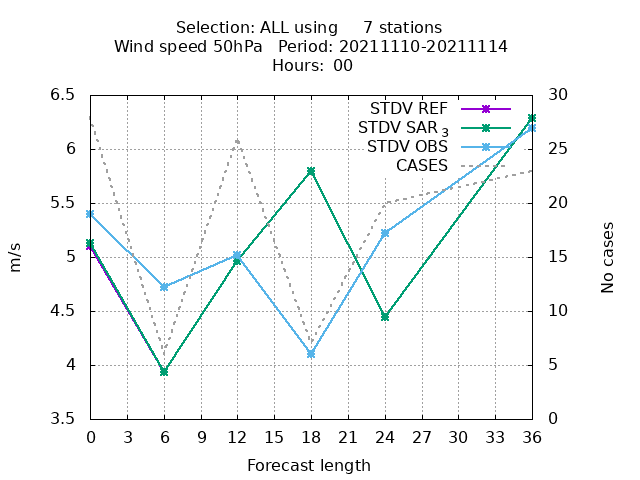 Selection: ALL using 7 stations
Wind speed 50hPa Period: 20211110-20211114
Hours: 00
STDV REF
STDV SAR 3
STDV OBS
CASES
6.5
6
5.5
5
4.5
4
3.5
m/s
30
25
20
15
10
5
0
No cases
0 3 6 9 12 15 18 21 24 27 30 33 36
Forecast length